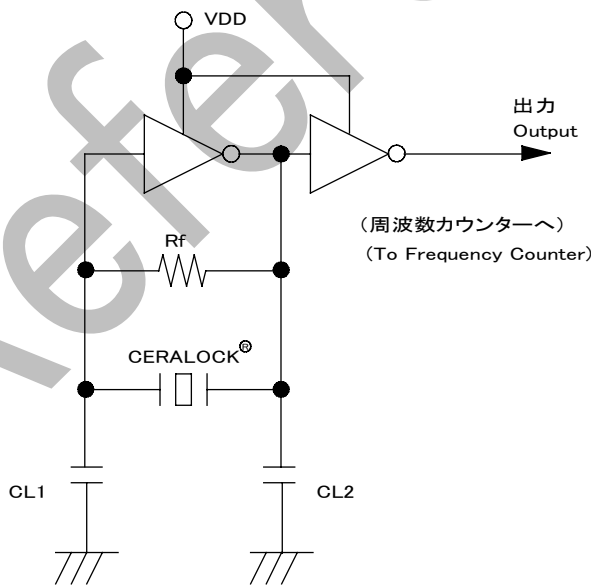 VDD
出力
Output
(周波数カウンターへ)
(To Frequency Counter)
Rf
CERALOCK®
CL1
CL2